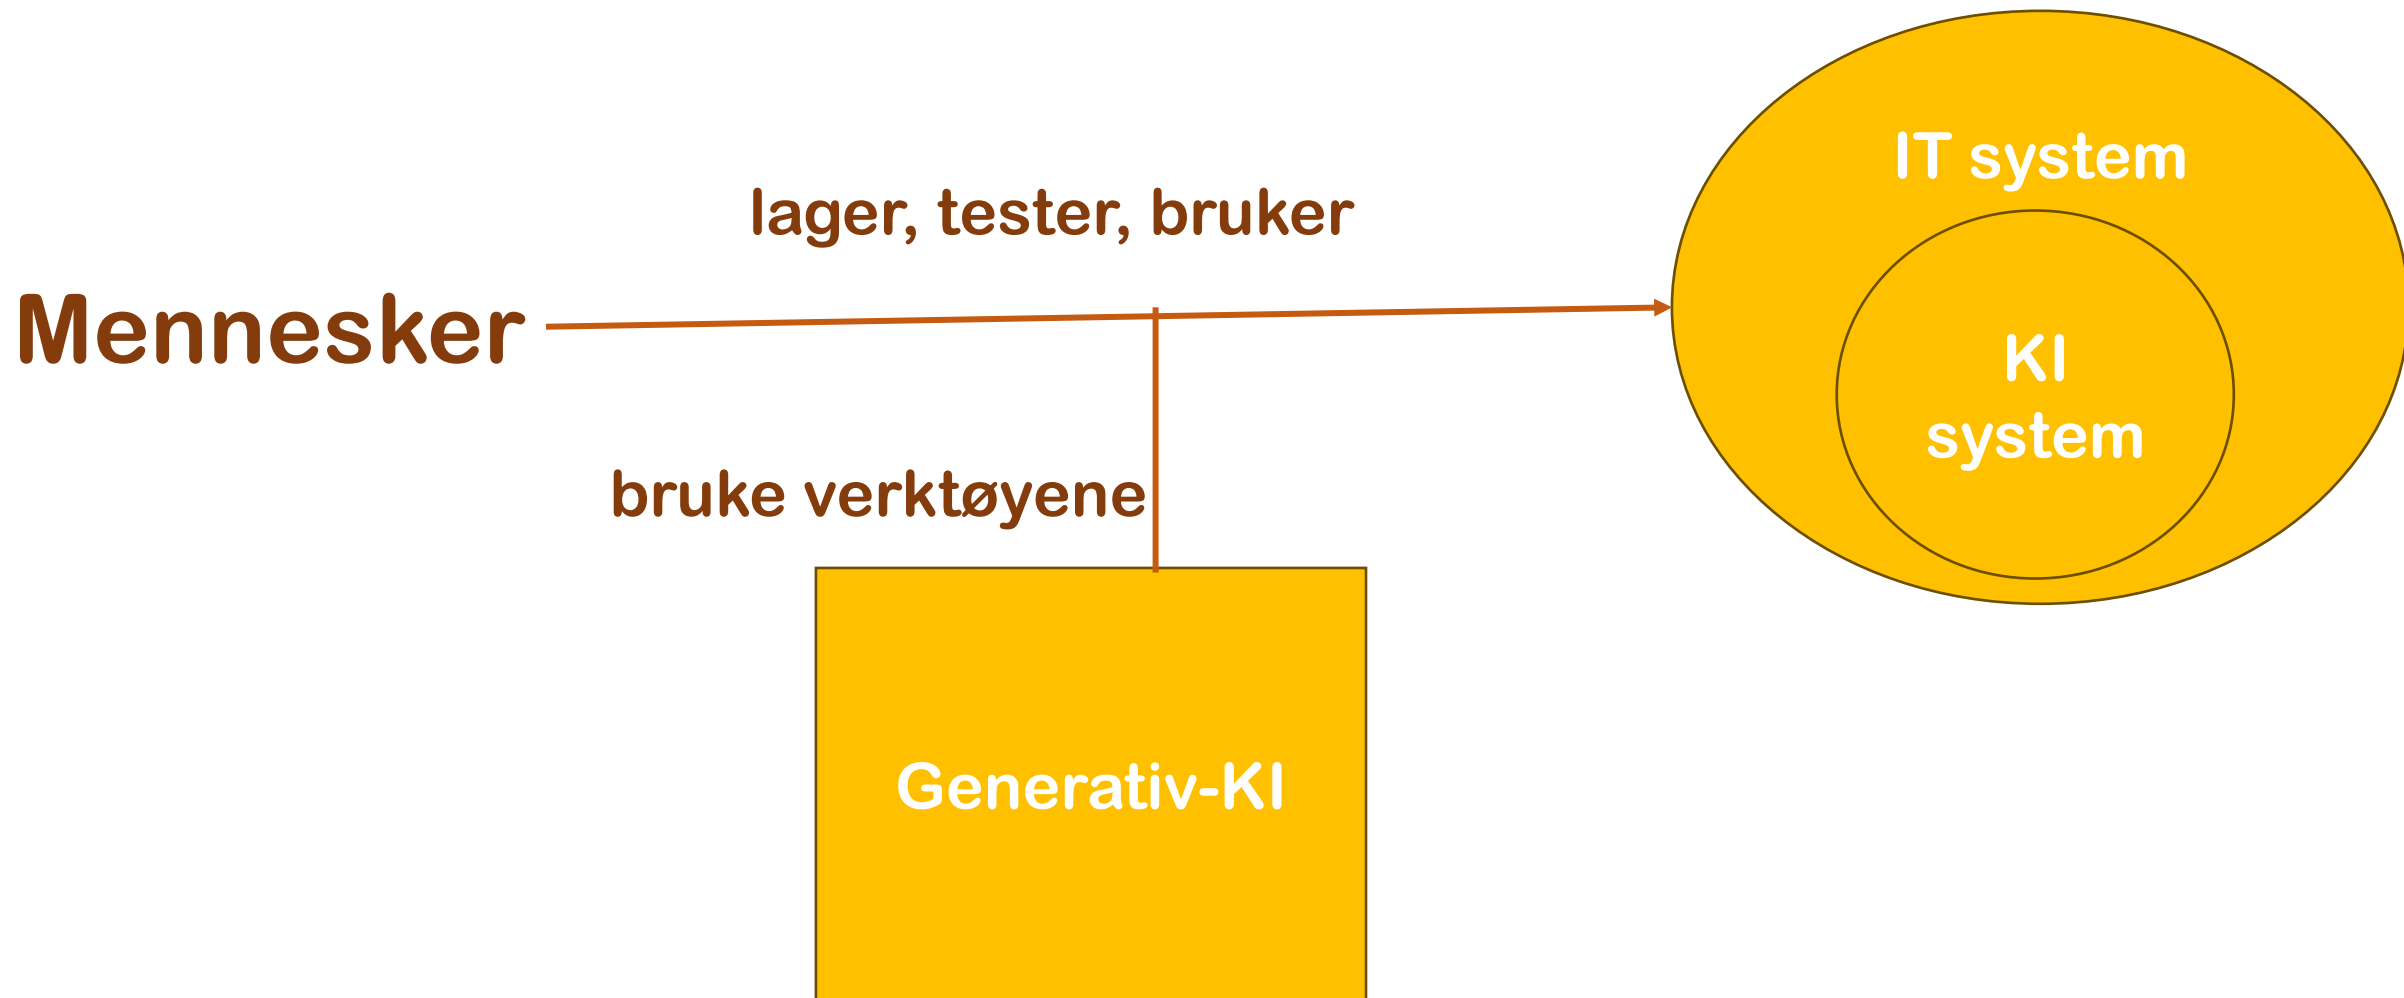 IT system
lager, tester, bruker
Mennesker
KI
system
bruke verktøyene
Generativ-KI